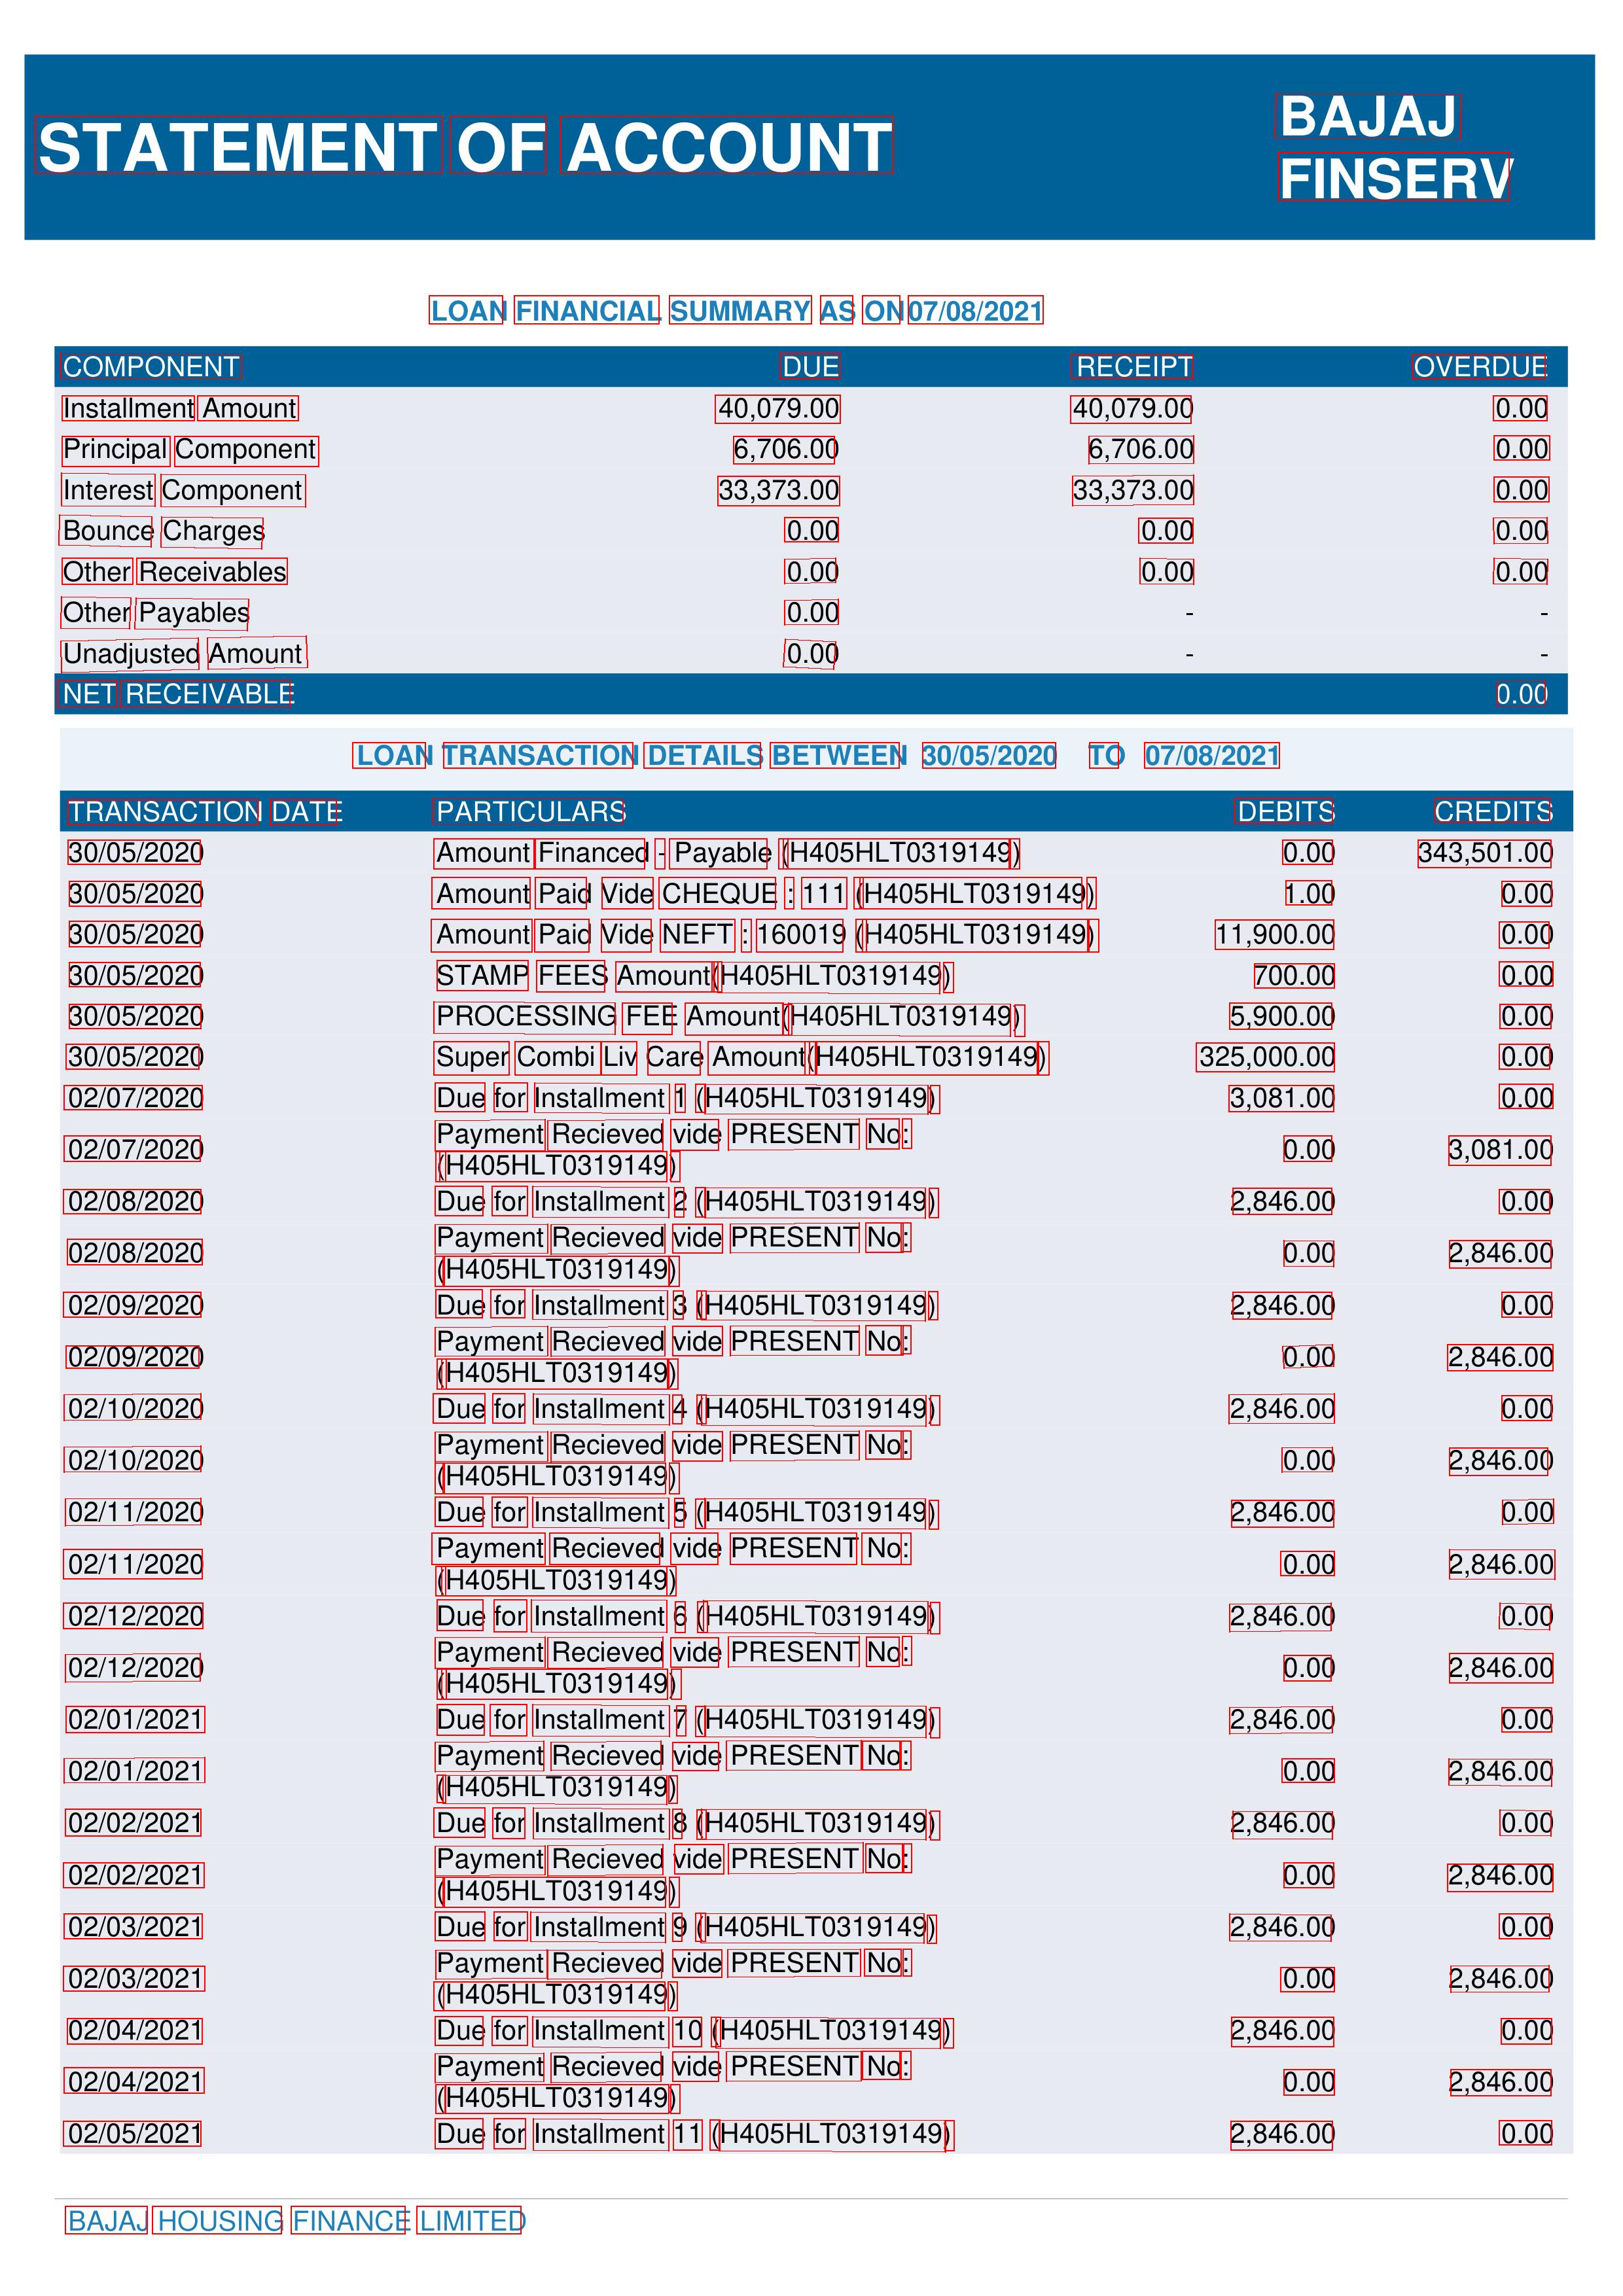 STATEMENT OF ACCOUNT
BAJAJ
FINSERV
LOAN FINANCIAL SUMMARY AS ON 07/08/2021
COMPONENT DUE RECEIPT OVERDUE
Installment Amount 40,079.00 40,079.00 0.00
Principal Component 6,706.00 6,706.00 0.00
Interest Component 33,373.00 33,373.00 0.00
Bounce Charges 0.00 0.00 0.00
Other Receivables 0.00 0.00 0.00
Other Payables 0.00 - -
Unadjusted Amount 0.00 - -
NET RECEIVABLE 0.00
LOAN TRANSACTION DETAILS BETWEEN 30/05/2020 TO 07/08/2021
TRANSACTION DATE PARTICULARS DEBITS CREDITS
30/05/2020 Amount Financed - Payable (H405HLT0319149) 0.00 343,501.00
30/05/2020 Amount Paid Vide CHEQUE : 111 (H405HLT0319149) 1.00 0.00
30/05/2020 Amount Paid Vide NEFT : 160019 (H405HLT0319149) 11,900.00 0.00
30/05/2020 STAMP FEES Amount(H405HLT0319149) 700.00 0.00
30/05/2020 PROCESSING FEE Amount(H405HLT0319149) 5,900.00 0.00
30/05/2020 Super Combi Liv Care Amount(H405HLT0319149) 325,000.00 0.00
02/07/2020 Due for Installment 1 (H405HLT0319149) 3,081.00 0.00
02/07/2020 Payment Recieved vide PRESENT No: 0.00 3,081.00
(H405HLT0319149)
02/08/2020 Due for Installment 2 (H405HLT0319149) 2,846.00 0.00
02/08/2020 Payment Recieved vide PRESENT No: 0.00 2,846.00
(H405HLT0319149)
02/09/2020 Due for Installment 3 (H405HLT0319149) 2,846.00 0.00
02/09/2020 Payment Recieved vide PRESENT No: 0.00 2,846.00
(H405HLT0319149)
02/10/2020 Due for Installment 4 (H405HLT0319149) 2,846.00 0.00
02/10/2020 Payment Recieved vide PRESENT No: 0.00 2,846.00
(H405HLT0319149)
02/11/2020 Due for Installment 5 (H405HLT0319149) 2,846.00 0.00
02/11/2020 Payment Recieved vide PRESENT No: 0.00 2,846.00
(H405HLT0319149)
02/12/2020 Due for Installment 6 (H405HLT0319149) 2,846.00 0.00
02/12/2020 Payment Recieved vide PRESENT No: 0.00 2,846.00
(H405HLT0319149)
02/01/2021 Due for Installment 7 (H405HLT0319149) 2,846.00 0.00
02/01/2021 Payment Recieved vide PRESENT No: 0.00 2,846.00
(H405HLT0319149)
02/02/2021 Due for Installment 8 (H405HLT0319149) 2,846.00 0.00
02/02/2021 Payment Recieved vide PRESENT No: 0.00 2,846.00
(H405HLT0319149)
02/03/2021 Due for Installment 9 (H405HLT0319149) 2,846.00 0.00
02/03/2021 Payment Recieved vide PRESENT No: 0.00 2,846.00
(H405HLT0319149)
02/04/2021 Due for Installment 10 (H405HLT0319149) 2,846.00 0.00
02/04/2021 Payment Recieved vide PRESENT No: 0.00 2,846.00
(H405HLT0319149)
02/05/2021 Due for Installment 11 (H405HLT0319149) 2,846.00 0.00
BAJAJ HOUSING FINANCE LIMITED